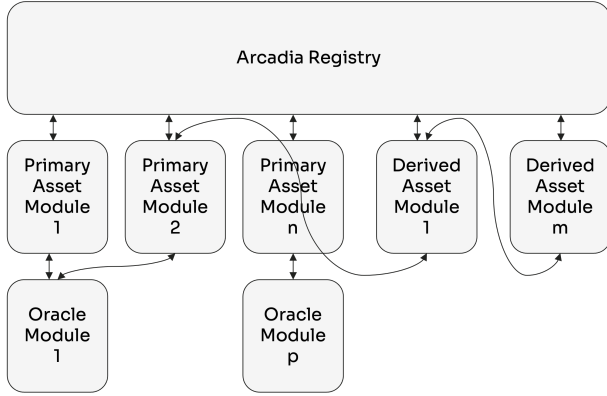 Arcadia Registry
Primary
Asset
Module
1
Primary
Asset
Module
2
Primary
Asset
Module
n
Derived
Asset
Module
1
Derived
Asset
Module
m
Oracle
Module
1
Oracle
Module
p